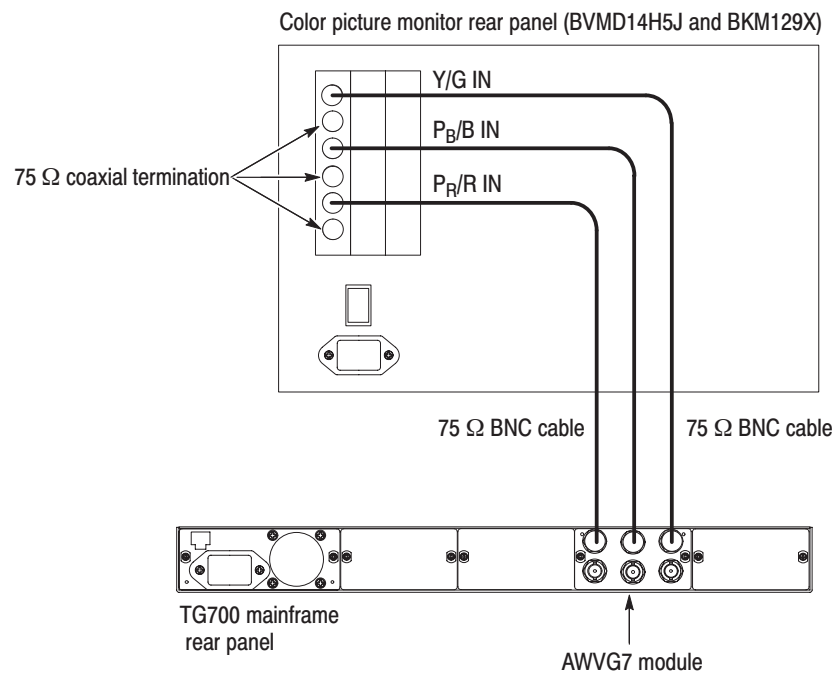 Color picture monitor rear panel (BVMD14H5J and BKM129X)
Y/G IN
PB/B IN
75 Ω coaxial termination
PR/R IN
75 Ω BNC cable
75 Ω BNC cable
TG700 mainframe
rear panel
AWVG7 module